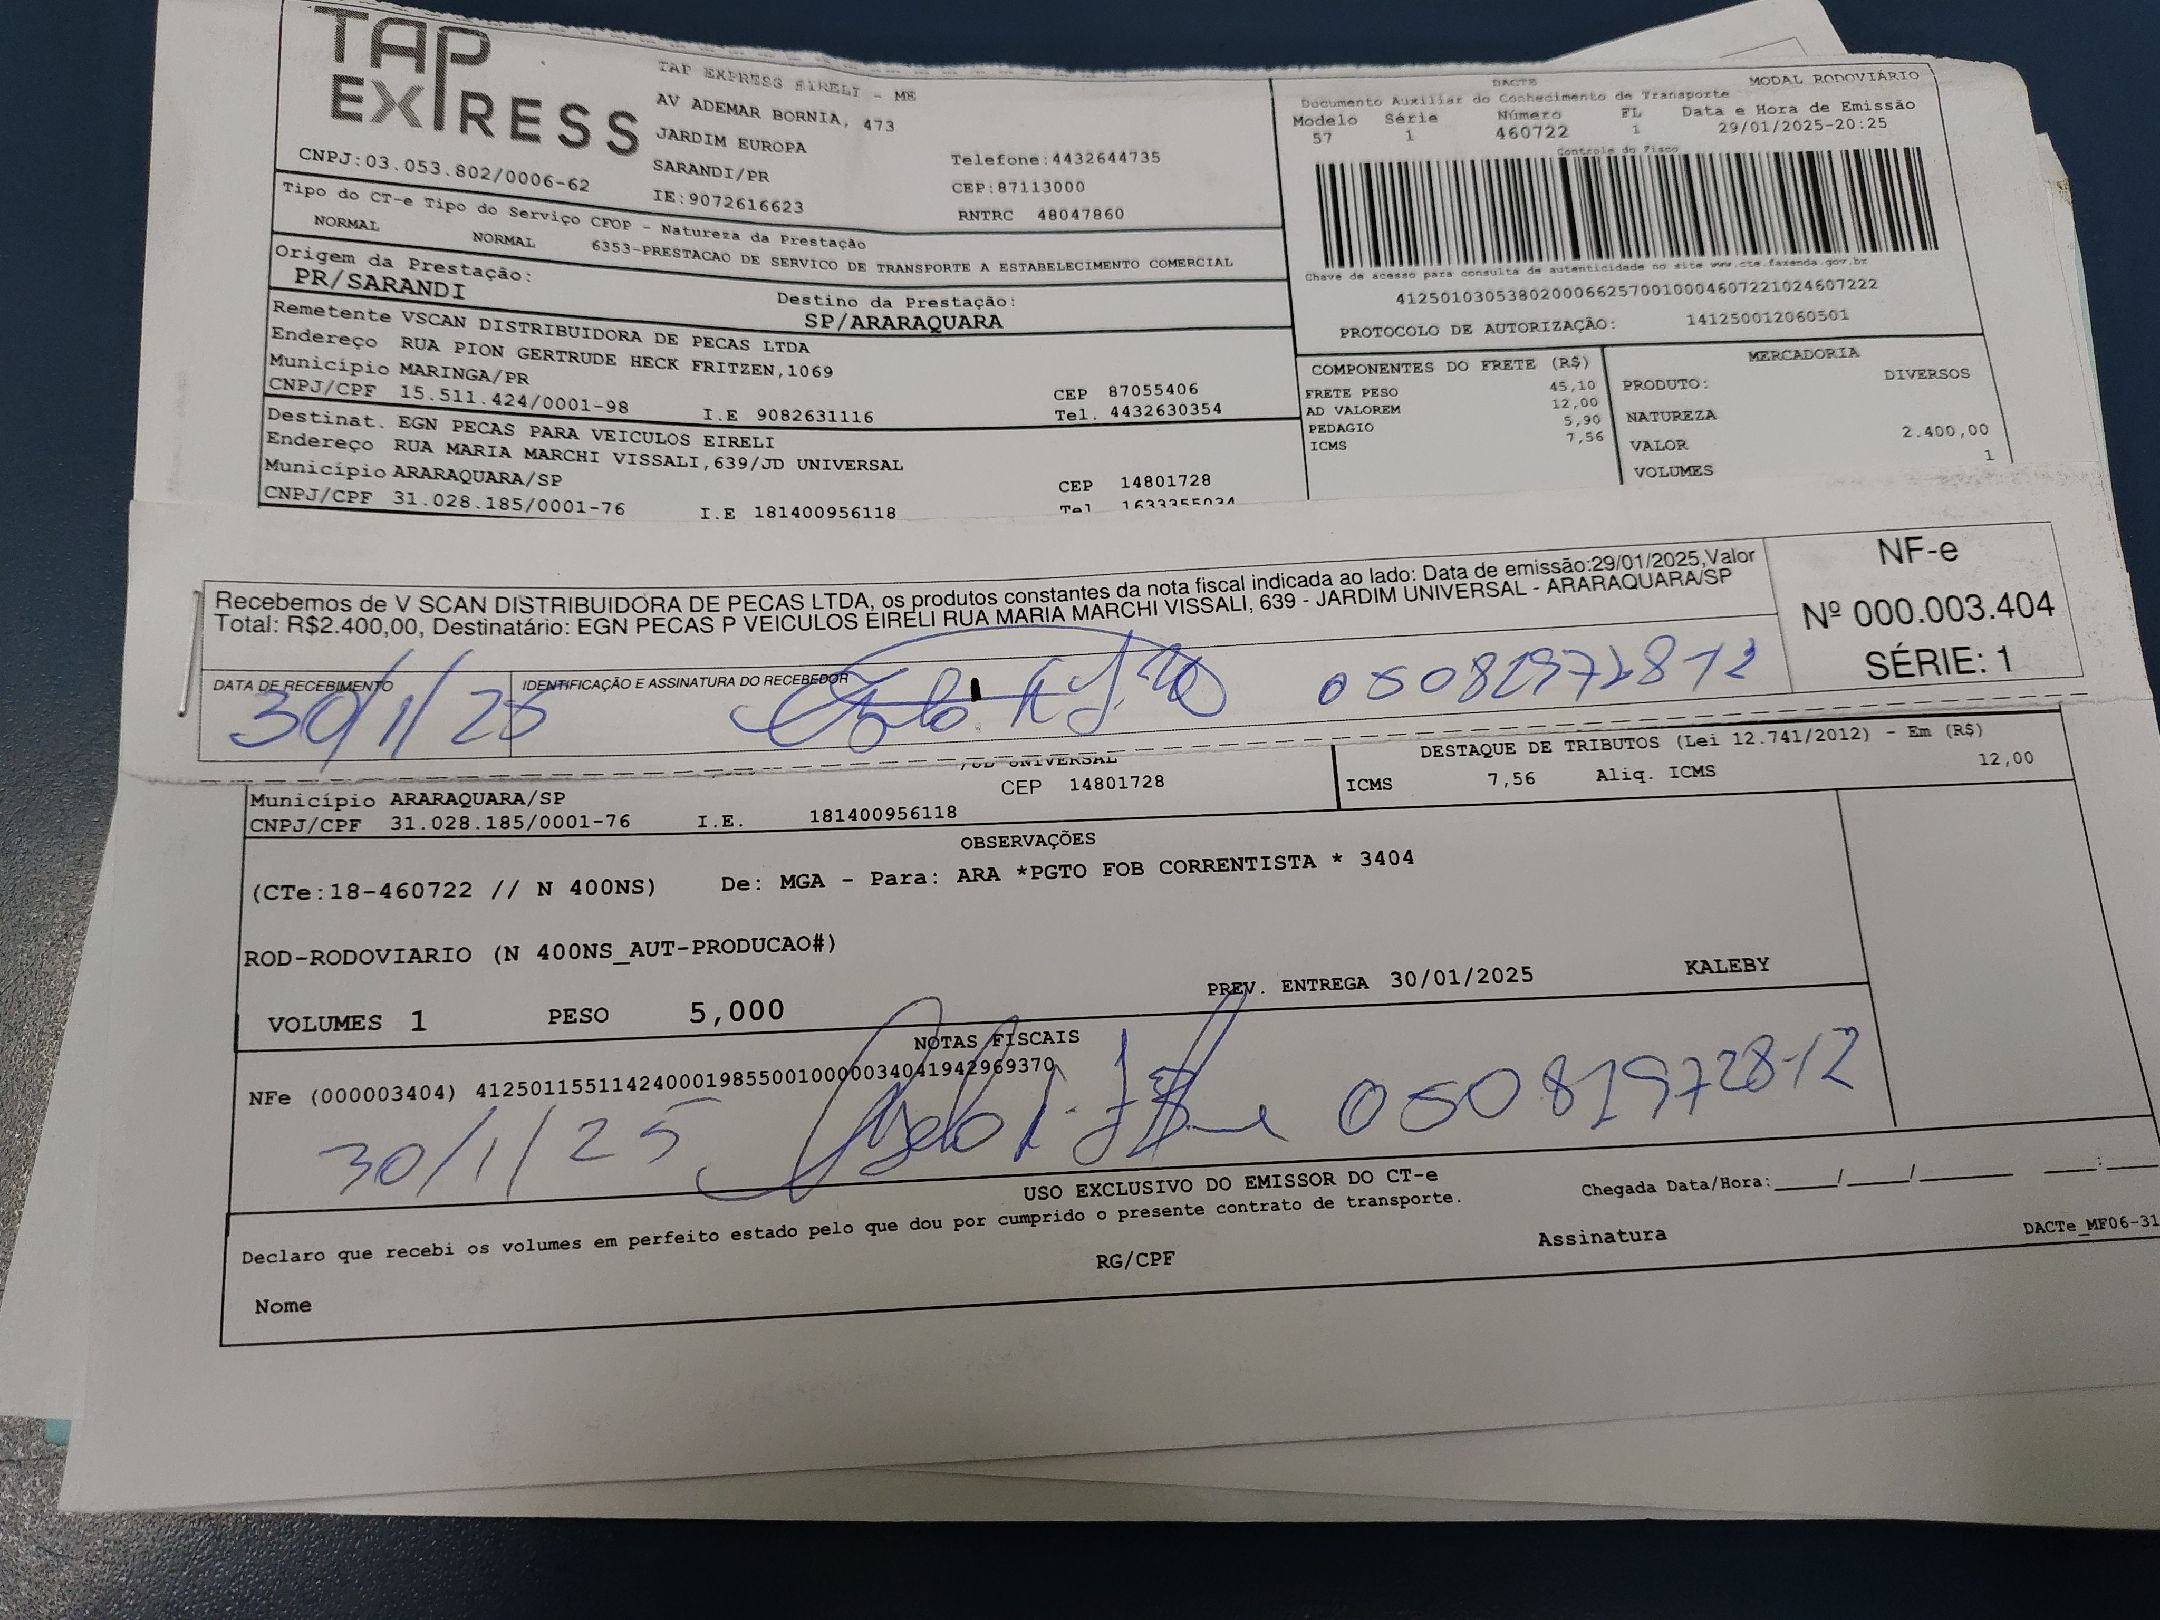 TAP
EXPRESS
TAP EXPRESS EIRELI - ME
AV ADEMAR BORNIA, 473
JARDIM EUROPA
SARANDI/PR
IE:9072616623
Telefone:4432644735
CEP:87113000
RNTRC 48047860
CNPJ:03.053.802/0006-62
DACTE MODAL RODOVIÁRIO
Documento Auxiliar do Conhecimento de Transporte
Modelo Série Número FL Data e Hora de Emissão
57 1 460722 1 29/01/2025-20:25
Controle do Fisco
Chave de acesso para consulta de autenticidade no site www.cte.fazenda.gov.br
41250103053802000662570010004607221024607222
PROTOCOLO DE AUTORIZAÇÃO: 141250012060501
Tipo do CT-e Tipo do Serviço CFOP - Natureza da Prestação
NORMAL NORMAL 6353-PRESTACAO DE SERVICO DE TRANSPORTE A ESTABELECIMENTO COMERCIAL
Origem da Prestação: Destino da Prestação:
PR/SARANDI SP/ARARAQUARA
Remetente VSCAN DISTRIBUIDORA DE PECAS LTDA
Endereço RUA PION GERTRUDE HECK FRITZEN,1069
Município MARINGA/PR CEP 87055406
CNPJ/CPF 15.511.424/0001-98 I.E 9082631116 Tel. 4432630354
Destinat. EGN PECAS PARA VEICULOS EIRELI
Endereço RUA MARIA MARCHI VISSALI,639/JD UNIVERSAL
Município ARARAQUARA/SP CEP 14801728
CNPJ/CPF 31.028.185/0001-76 I.E 181400956118 Tel 1633355034
COMPONENTES DO FRETE (R$)
FRETE PESO 45,10
AD VALOREM 12,00
PEDAGIO 5,90
ICMS 7,56
MERCADORIA
PRODUTO: DIVERSOS
NATUREZA
VALOR 2.400,00
VOLUMES 1
Recebemos de V SCAN DISTRIBUIDORA DE PECAS LTDA, os produtos constantes da nota fiscal indicada ao lado: Data de emissão:29/01/2025,Valor
Total: R$2.400,00, Destinatário: EGN PECAS P VEICULOS EIRELI RUA MARIA MARCHI VISSALI, 639 - JARDIM UNIVERSAL - ARARAQUARA/SP
NF-e
Nº 000.003.404
SÉRIE: 1
DATA DE RECEBIMENTO IDENTIFICAÇÃO E ASSINATURA DO RECEBEDOR
30/1/25 050819728-12
/JD UNIVERSAL
CEP 14801728
Município ARARAQUARA/SP
CNPJ/CPF 31.028.185/0001-76 I.E. 181400956118
DESTAQUE DE TRIBUTOS (Lei 12.741/2012) - Em (R$)
ICMS 7,56 Aliq. ICMS 12,00
OBSERVAÇÕES
(CTe:18-460722 // N 400NS) De: MGA - Para: ARA *PGTO FOB CORRENTISTA * 3404
ROD-RODOVIARIO (N 400NS_AUT-PRODUCAO#)
VOLUMES 1 PESO 5,000 PREV. ENTREGA 30/01/2025 KALEBY
NOTAS FISCAIS
NFe (000003404) 41250115511424000198550010000034041942969370
30/1/25 050819728-12
USO EXCLUSIVO DO EMISSOR DO CT-e
Declaro que recebi os volumes em perfeito estado pelo que dou por cumprido o presente contrato de transporte.
Chegada Data/Hora:_____/_____/_______ ___:___
Nome RG/CPF Assinatura DACTe_MF06-31